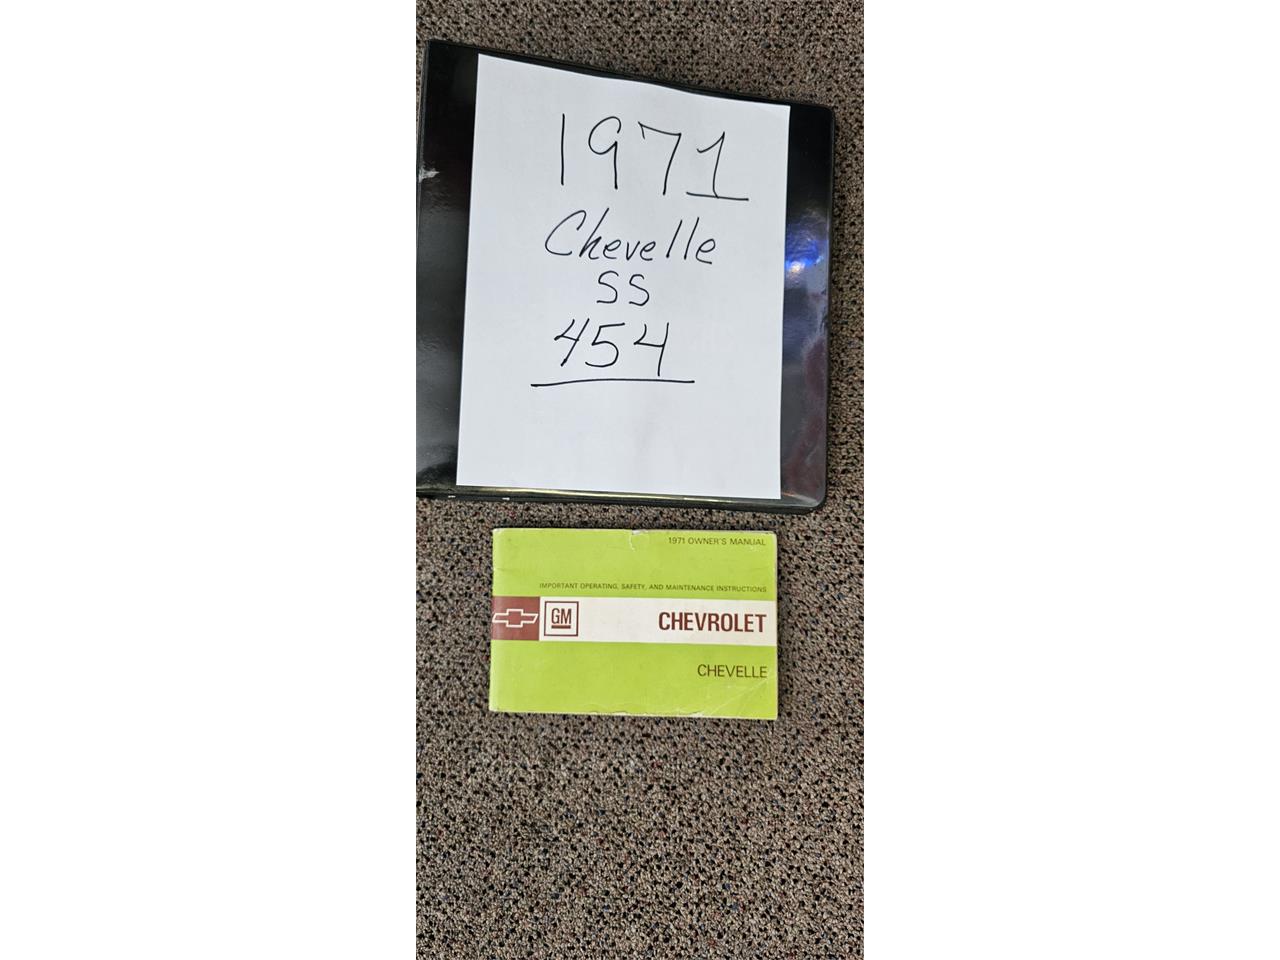 1971
Chevelle
SS
454
1971 OWNER'S MANUAL
IMPORTANT OPERATING, SAFETY, AND MAINTENANCE INSTRUCTIONS
GM CHEVROLET
CHEVELLE